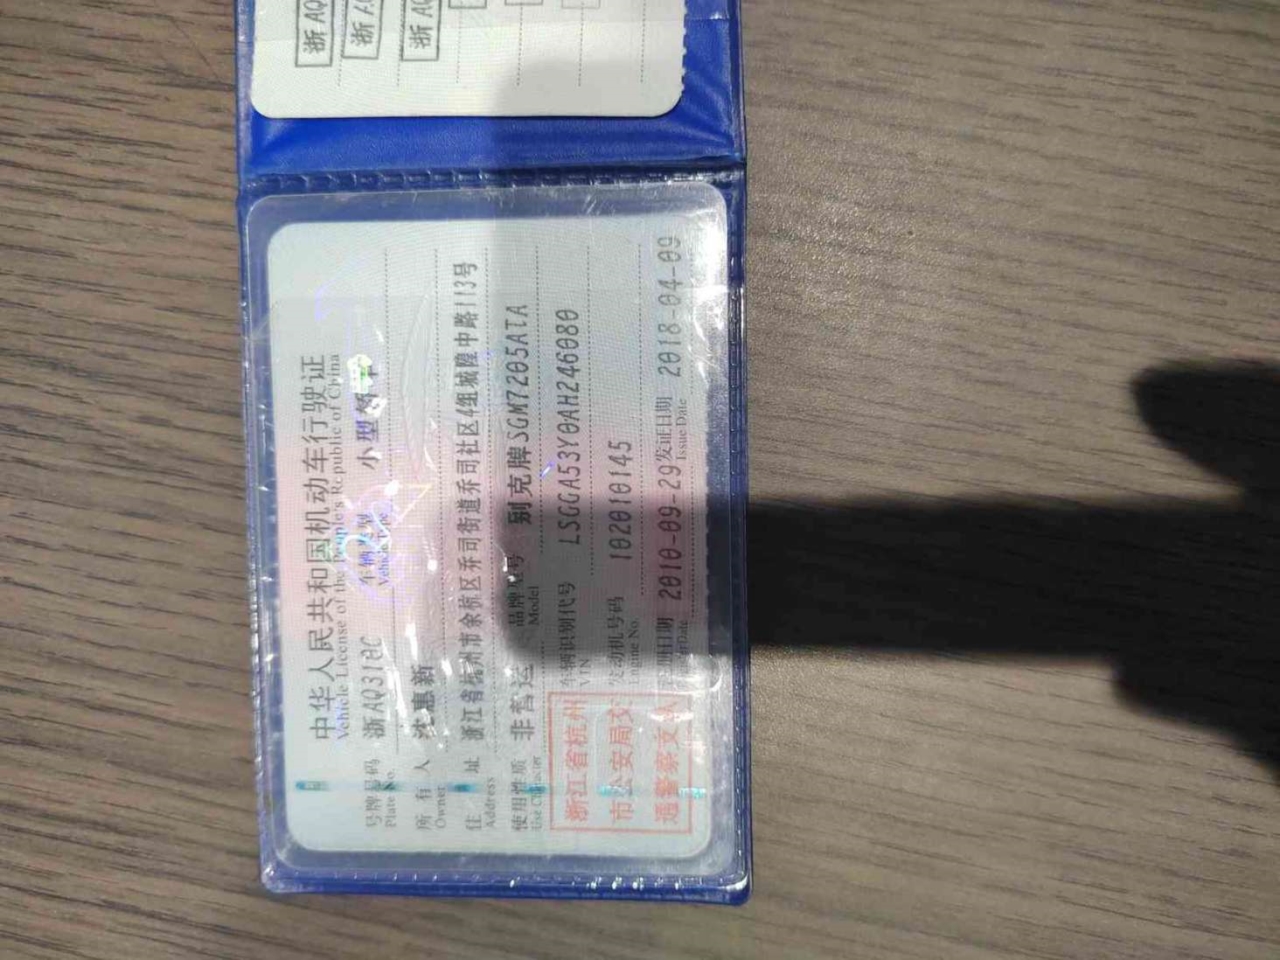 浙AQ
浙A
浙AQ
中华人民共和国机动车行驶证
Vehicle License of the People's Republic of China
号牌号码 浙AQ318C 车辆类型 小型轿车
Plate No. Vehicle Type
所有人 沈惠新
Owner
住址 浙江省杭州市余杭区乔司街道乔司社区4组城隍中路113号
Address
使用性质 非营运 品牌型号 别克牌SGM7205ATA
Use Character Model
浙江省杭州市公安局交通警察支队
车辆识别代号 LSGGA53Y0AH246080
VIN
发动机号码 102010145
Engine No.
注册日期 2010-09-29 发证日期 2018-04-09
Issue Date